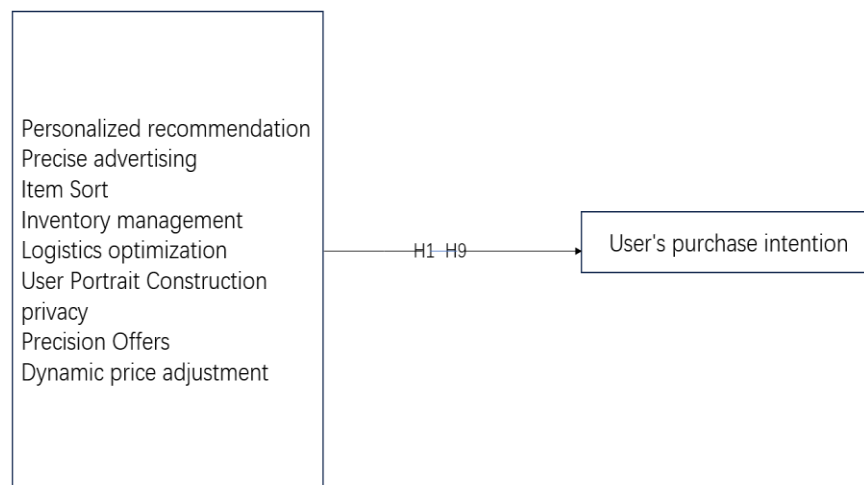 Personalized recommendation
Precise advertising
Item Sort
Inventory management
Logistics optimization
User Portrait Construction
privacy
Precision Offers
Dynamic price adjustment
H1 H9
User's purchase intention